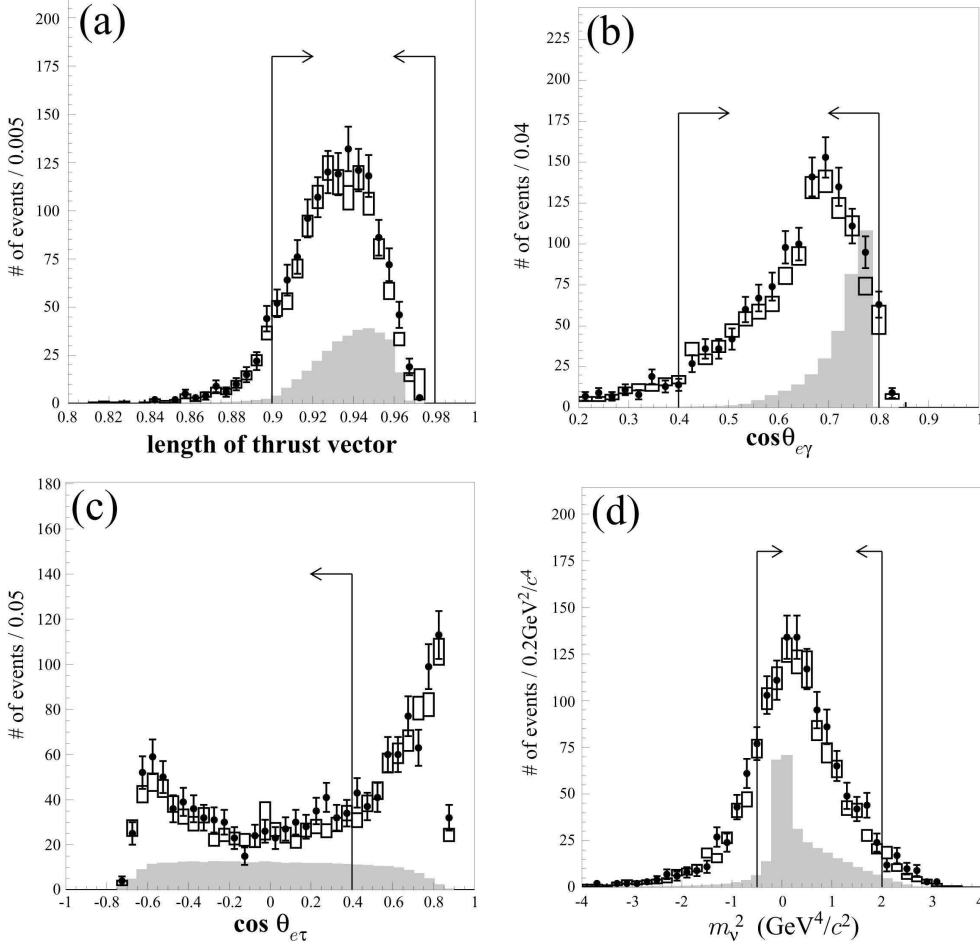 (a)
# of events / 0.005
200
175
150
125
100
75
50
25
0
0.8 0.82 0.84 0.86 0.88 0.9 0.92 0.94 0.96 0.98 1
length of thrust vector
(b)
# of events / 0.04
225
200
175
150
125
100
75
50
25
0
0.2 0.3 0.4 0.5 0.6 0.7 0.8 0.9 1
cosθeγ
(c)
# of events / 0.05
180
160
140
120
100
80
60
40
20
0
-1 -0.8 -0.6 -0.4 -0.2 0 0.2 0.4 0.6 0.8 1
cos θeτ
(d)
# of events / 0.2GeV²/c⁴
200
175
150
125
100
75
50
25
0
-4 -3 -2 -1 0 1 2 3 4
mν² (GeV⁴/c²)